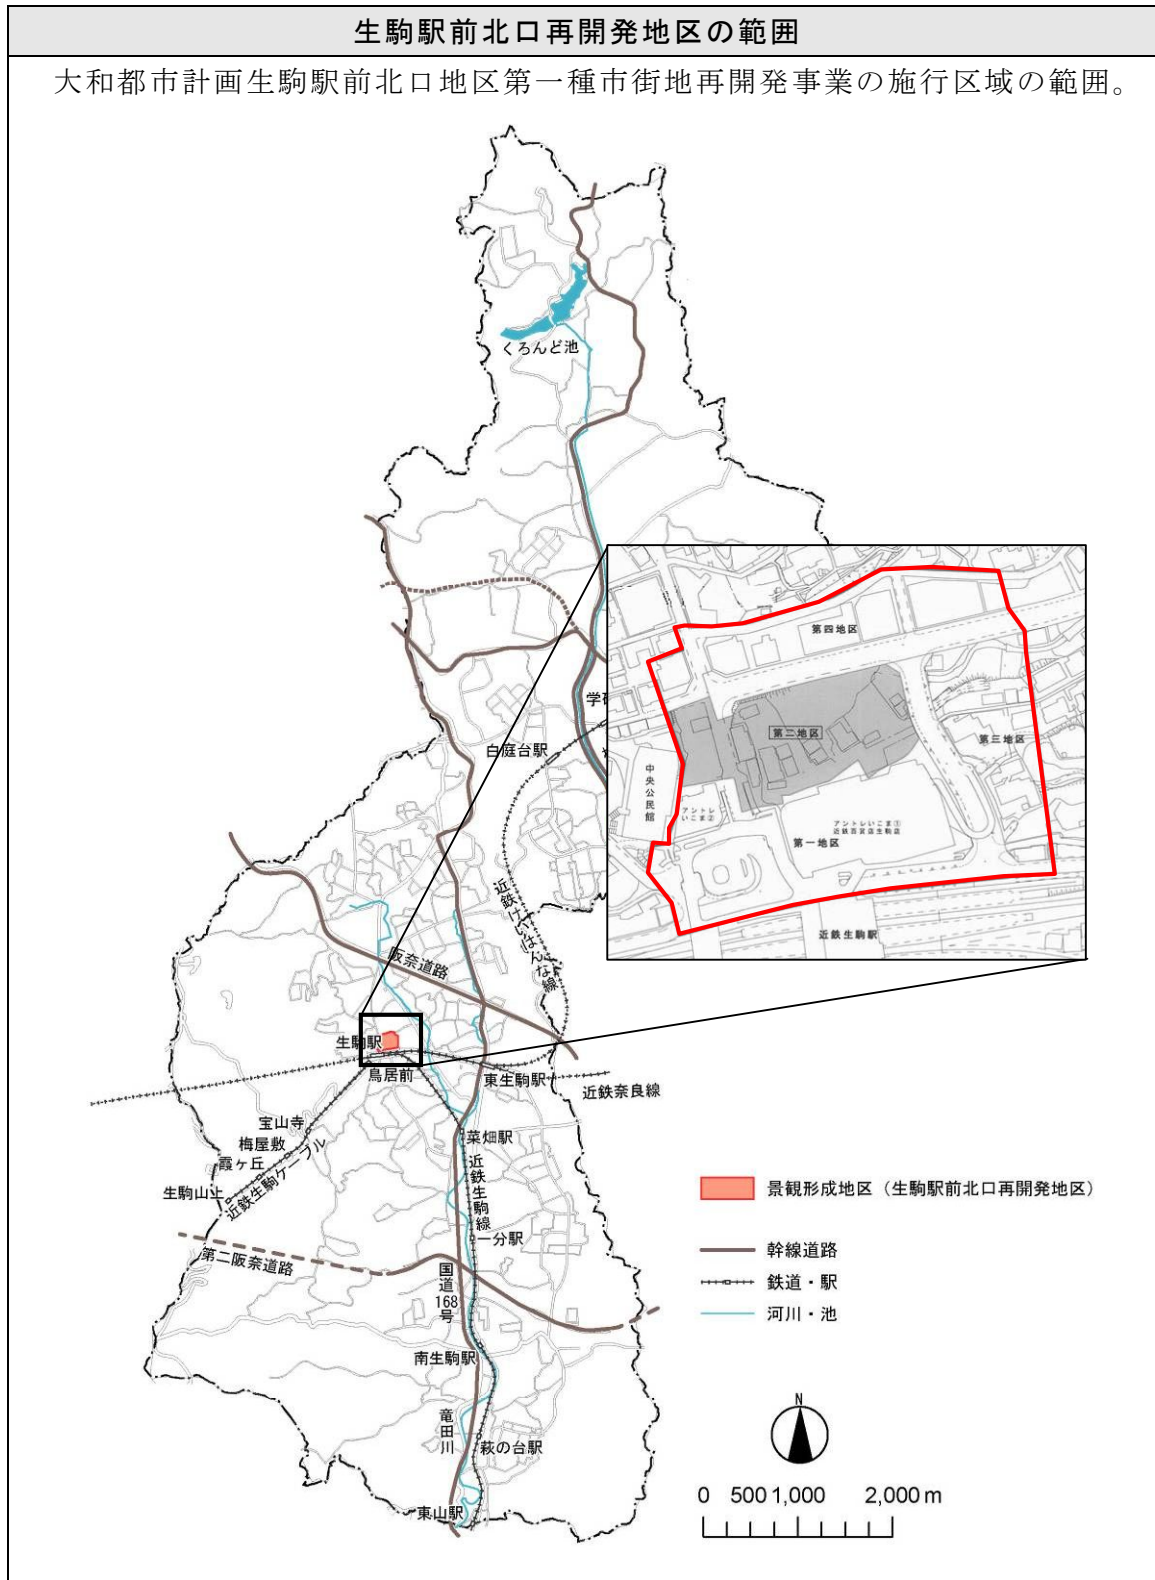 生駒駅前北口再開発地区の範囲
大和都市計画生駒駅前北口地区第一種市街地再開発事業の施行区域の範囲。
くろんど池
学研
白庭台駅
第四地区
第二地区
第三地区
中央公民館
アントレ
いこま②
アントレいこま①
近鉄百貨店生駒店
第一地区
近鉄生駒駅
近鉄けいはんな線
阪奈道路
生駒駅
鳥居前
東生駒駅
近鉄奈良線
宝山寺
梅屋敷
霞ヶ丘
生駒山上
近鉄生駒ケーブル
菜畑駅
近鉄生駒線
一分駅
第二阪奈道路
国道
168
号
南生駒駅
竜田川
萩の台駅
東山駅
景観形成地区（生駒駅前北口再開発地区）
幹線道路
鉄道・駅
河川・池
N
0 500 1,000 2,000 m